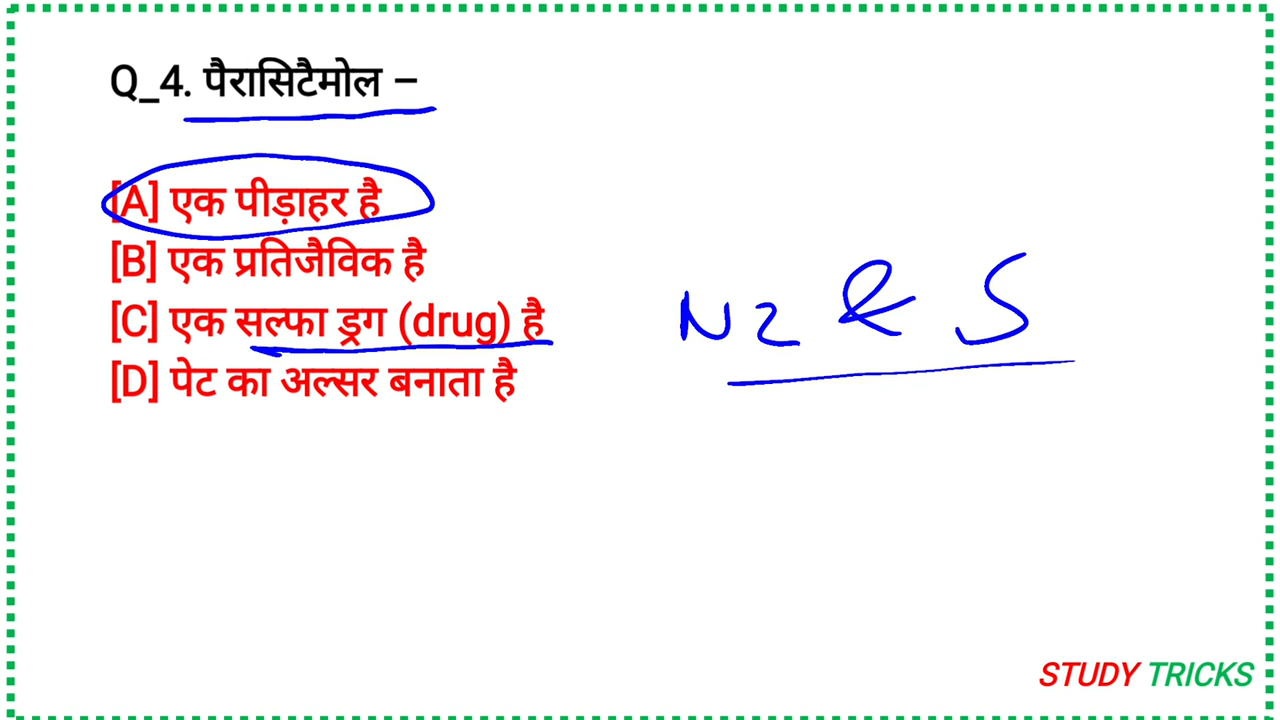 Q_4. पैरासिटैमोल –
[A] एक पीड़ाहर है
[B] एक प्रतिजैविक है
[C] एक सल्फा ड्रग (drug) है
N2 & S
[D] पेट का अल्सर बनाता है
STUDY TRICKS